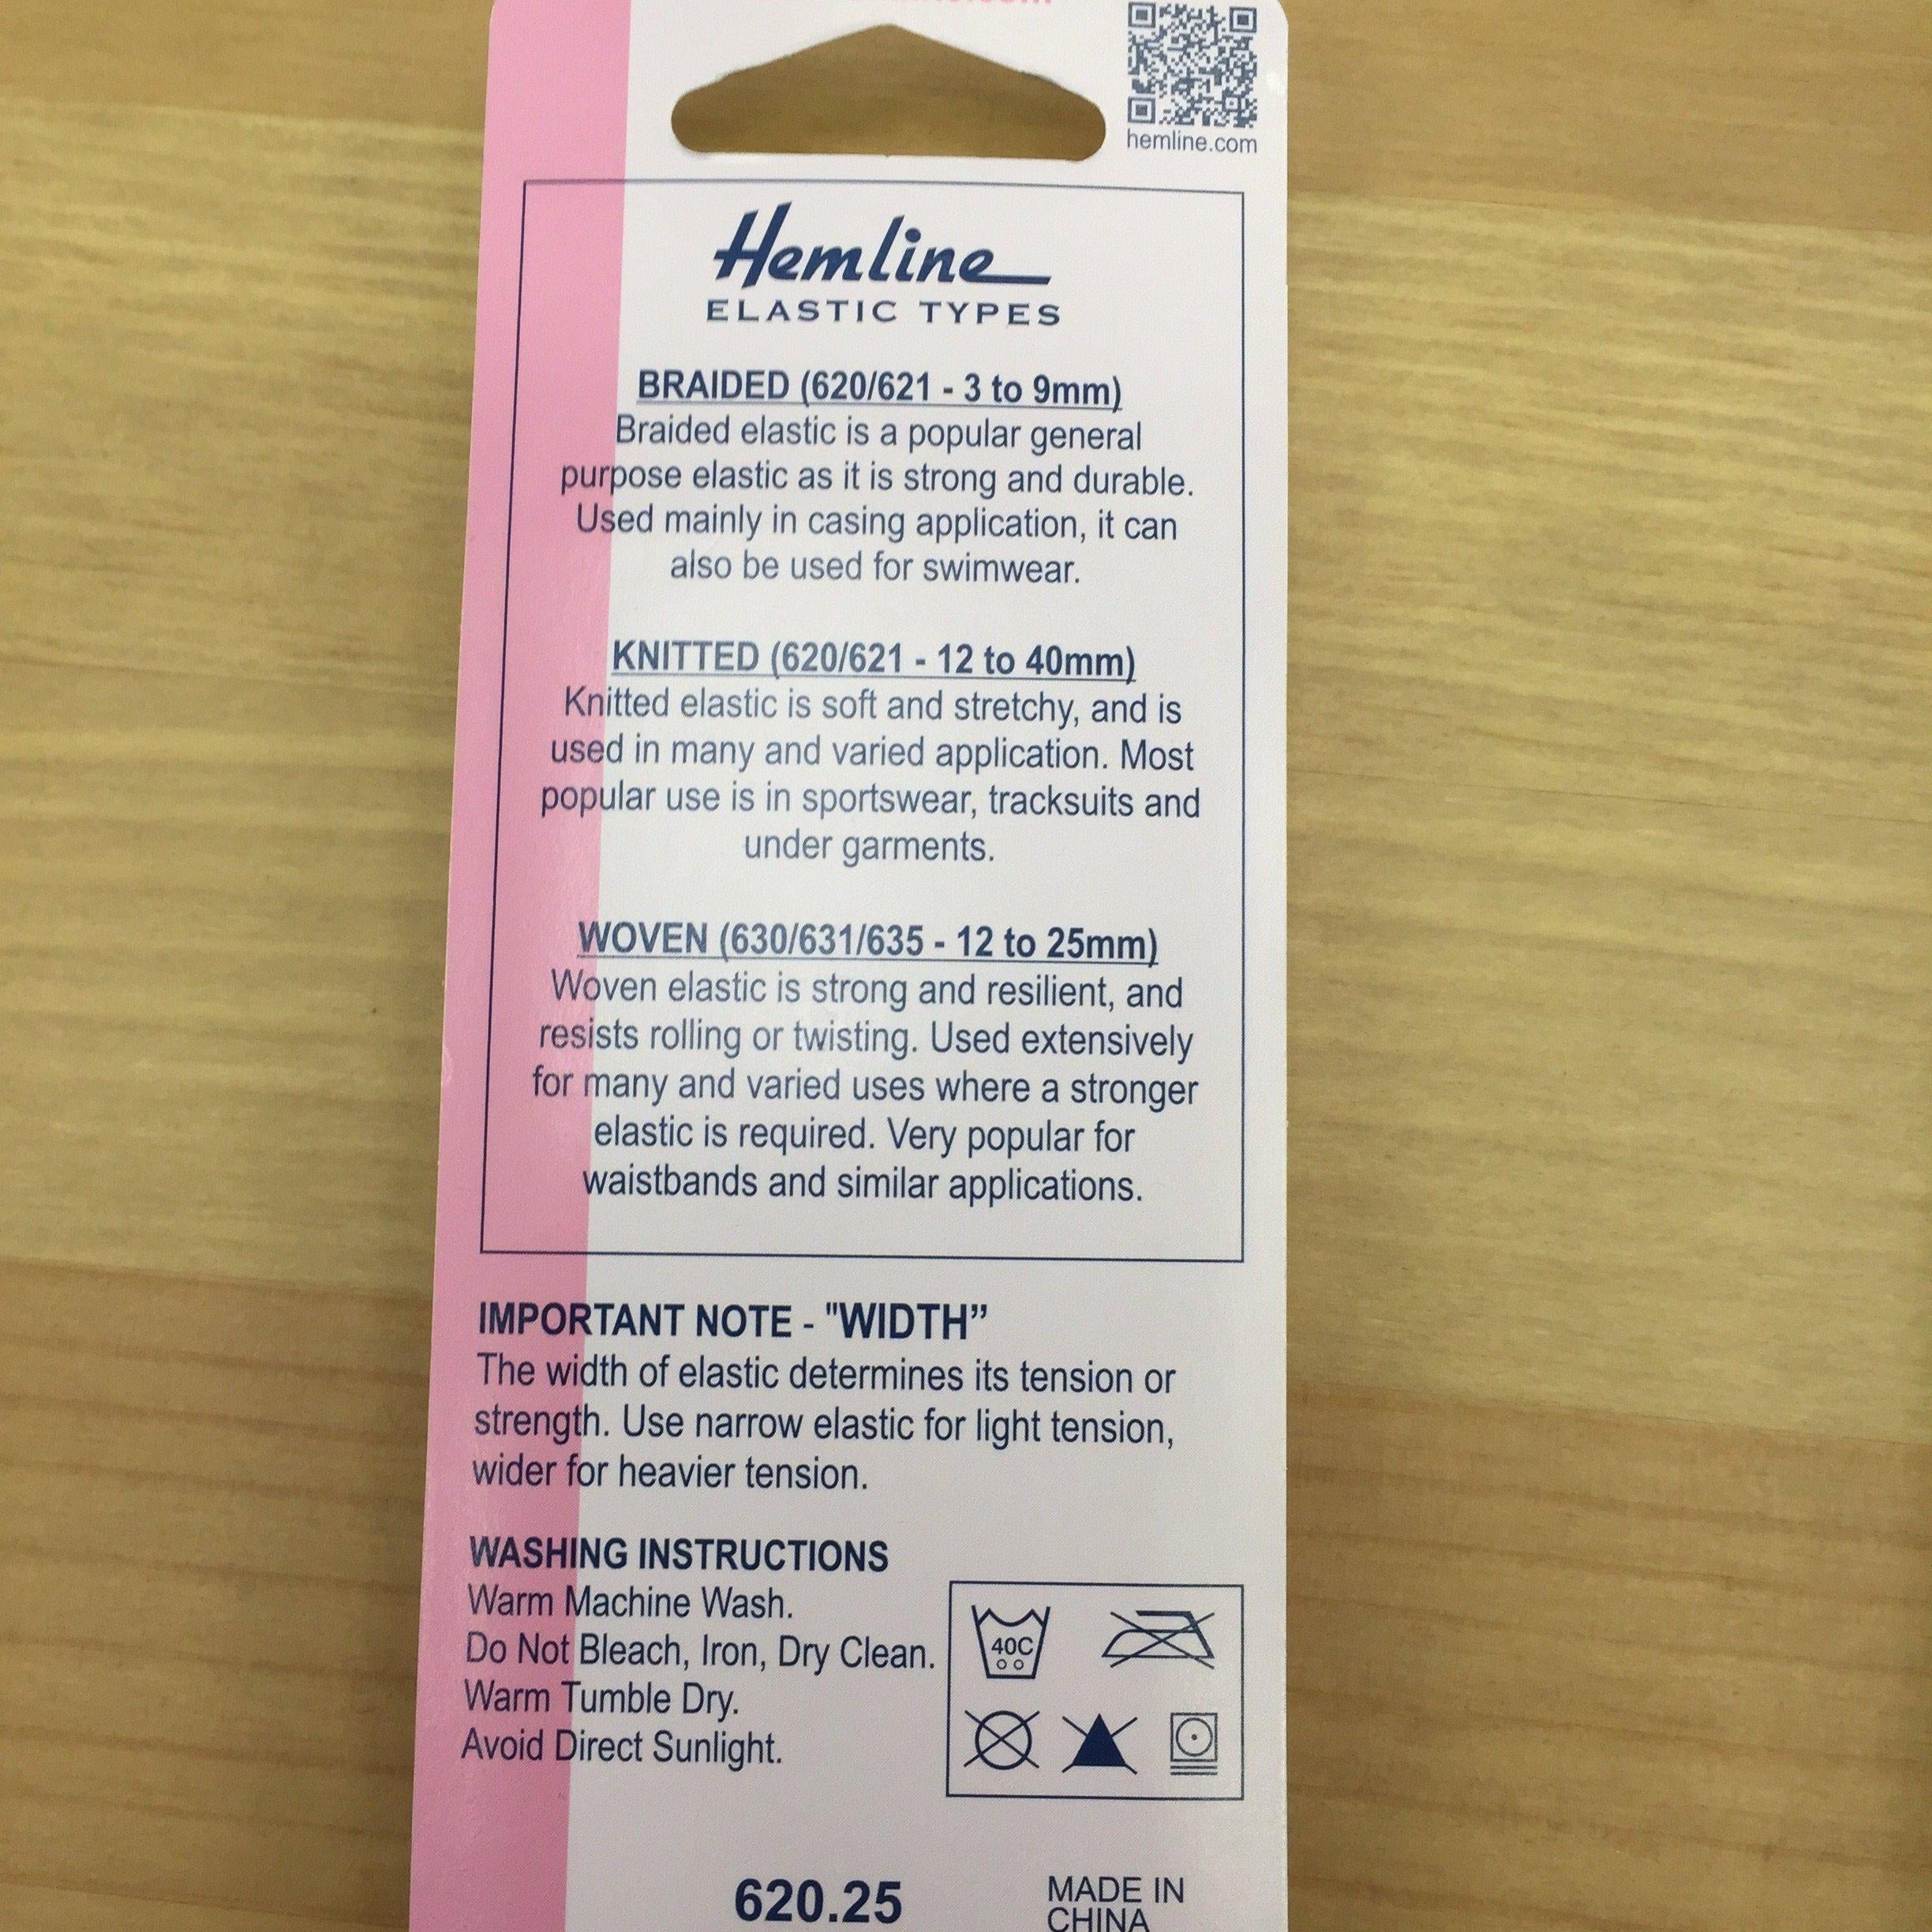 hemline.com
Hemline
ELASTIC TYPES
BRAIDED (620/621 - 3 to 9mm)
Braided elastic is a popular general
purpose elastic as it is strong and durable.
Used mainly in casing application, it can
also be used for swimwear.
KNITTED (620/621 - 12 to 40mm)
Knitted elastic is soft and stretchy, and is
used in many and varied application. Most
popular use is in sportswear, tracksuits and
under garments.
WOVEN (630/631/635 - 12 to 25mm)
Woven elastic is strong and resilient, and
resists rolling or twisting. Used extensively
for many and varied uses where a stronger
elastic is required. Very popular for
waistbands and similar applications.
IMPORTANT NOTE - "WIDTH”
The width of elastic determines its tension or
strength. Use narrow elastic for light tension,
wider for heavier tension.
WASHING INSTRUCTIONS
Warm Machine Wash.
Do Not Bleach, Iron, Dry Clean.
Warm Tumble Dry.
Avoid Direct Sunlight.
40C
620.25
MADE IN
CHINA